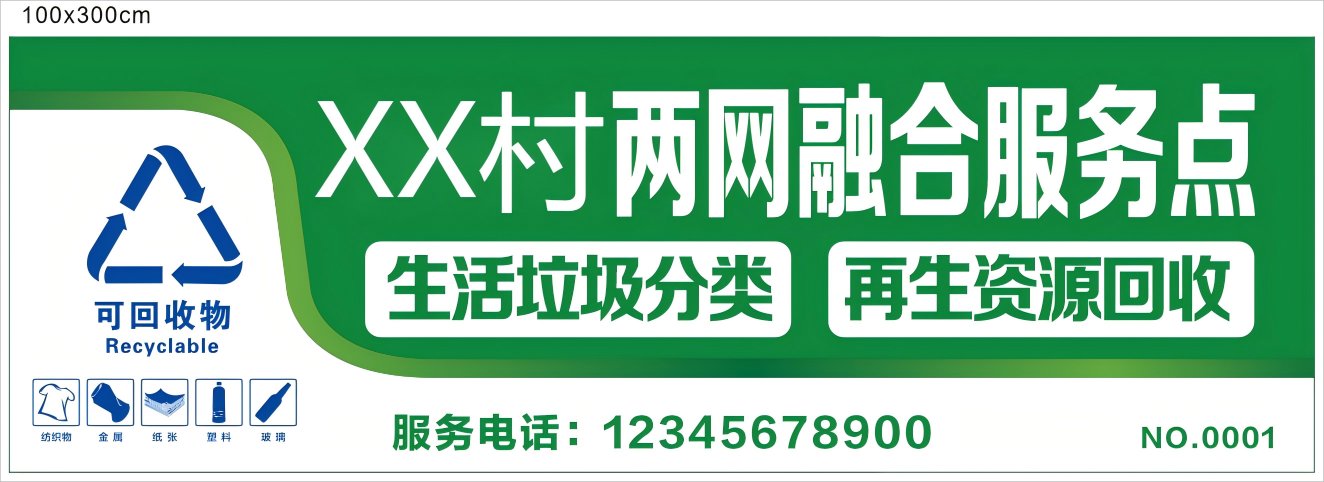 100x300cm
XX村两网融合服务点
生活垃圾分类 再生资源回收
可回收物
Recyclable
纺织物 金属 纸张 塑料 玻璃
服务电话：12345678900
NO.0001